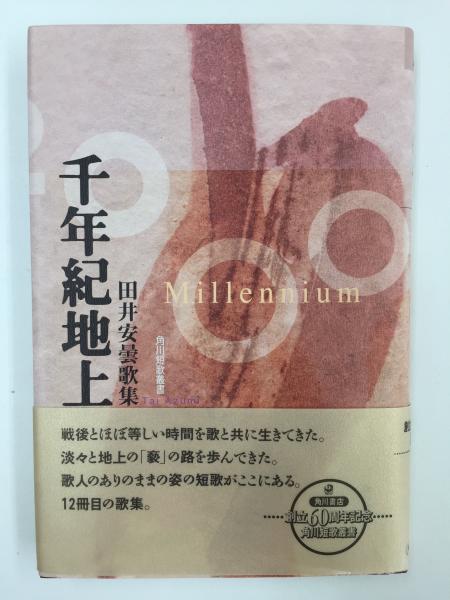 千年紀地上
田井安曇歌集
Millennium
角川短歌叢書
Tai Azumi
戦後とほぼ等しい時間を歌と共に生きてきた。
淡々と地上の「褻」の路を歩んできた。
歌人のありのままの姿の短歌がここにある。
12冊目の歌集。
角川書店
創立60周年記念
角川短歌叢書